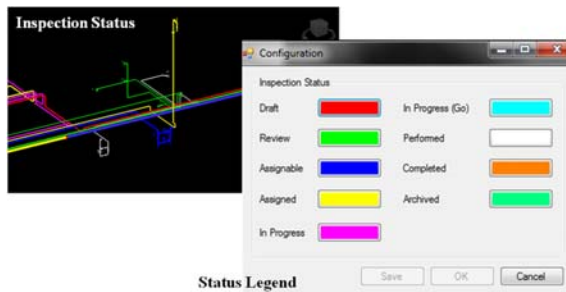 Inspection Status
Configuration
Inspection Status
Draft
In Progress (Go)
Review
Performed
Assignable
Completed
Assigned
Archived
In Progress
Save
OK
Cancel
Status Legend